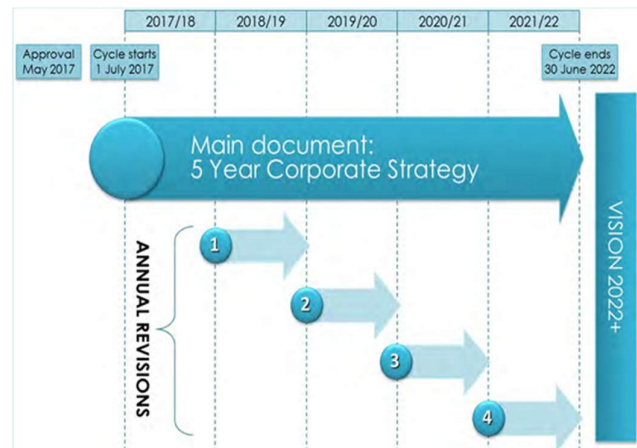 2017/18 2018/19 2019/20 2020/21 2021/22
Approval
May 2017
Cycle starts
1 July 2017
Cycle ends
30 June 2022
Main document:
5 Year Corporate Strategy
ANNUAL REVISIONS
1
2
3
4
VISION 2022+